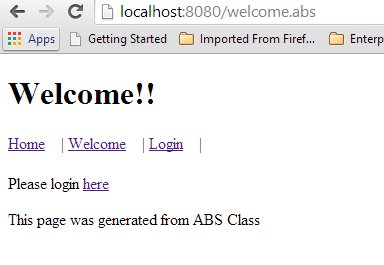 localhost:8080/welcome.abs
Apps Getting Started Imported From Firef... Enterp
Welcome!!
Home | Welcome | Login |
Please login here
This page was generated from ABS Class